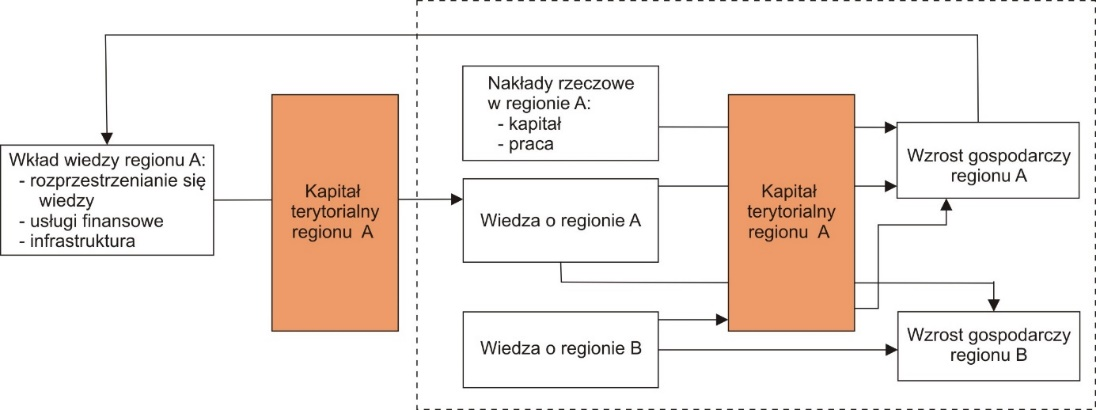 Wkład wiedzy regionu A:
- rozprzestrzenianie się
wiedzy
- usługi finansowe
- infrastruktura
Kapitał
terytorialny
regionu A
Nakłady rzeczowe
w regionie A:
- kapitał
- praca
Wiedza o regionie A
Wiedza o regionie B
Kapitał
terytorialny
regionu A
Wzrost gospodarczy
regionu A
Wzrost gospodarczy
regionu B